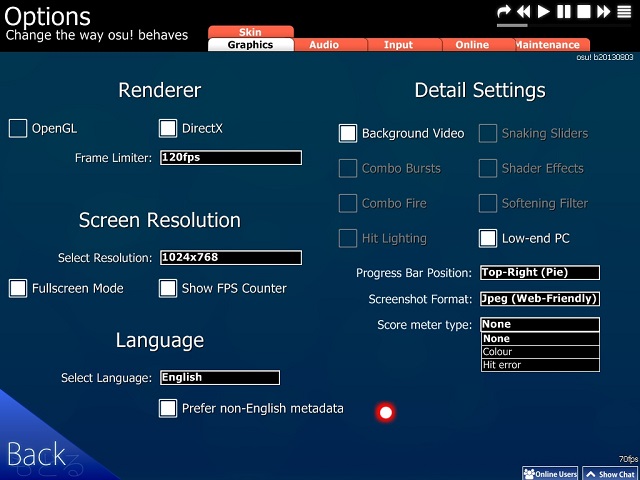 Options
Change the way osu! behaves
Skin
Graphics
Audio
Input
Online
Maintenance
osu! b20130803
Renderer
OpenGL
DirectX
Frame Limiter: 120fps
Screen Resolution
Select Resolution: 1024x768
Fullscreen Mode
Show FPS Counter
Language
Select Language: English
Prefer non-English metadata
Detail Settings
Background Video
Snaking Sliders
Combo Bursts
Shader Effects
Combo Fire
Softening Filter
Hit Lighting
Low-end PC
Progress Bar Position: Top-Right (Pie)
Screenshot Format: Jpeg (Web-Friendly)
Score meter type: None
None
Colour
Hit error
Back
70fps
Online Users
Show Chat